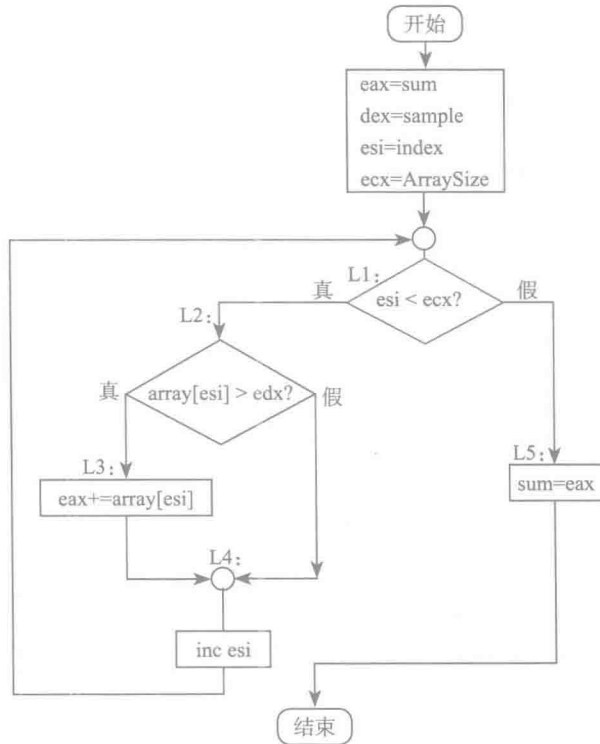 开始
eax=sum
dex=sample
esi=index
ecx=ArraySize
L1:
真
esi < ecx?
假
L2:
真
array[esi] > edx?
假
L3:
eax+=array[esi]
L5:
sum=eax
L4:
inc esi
结束